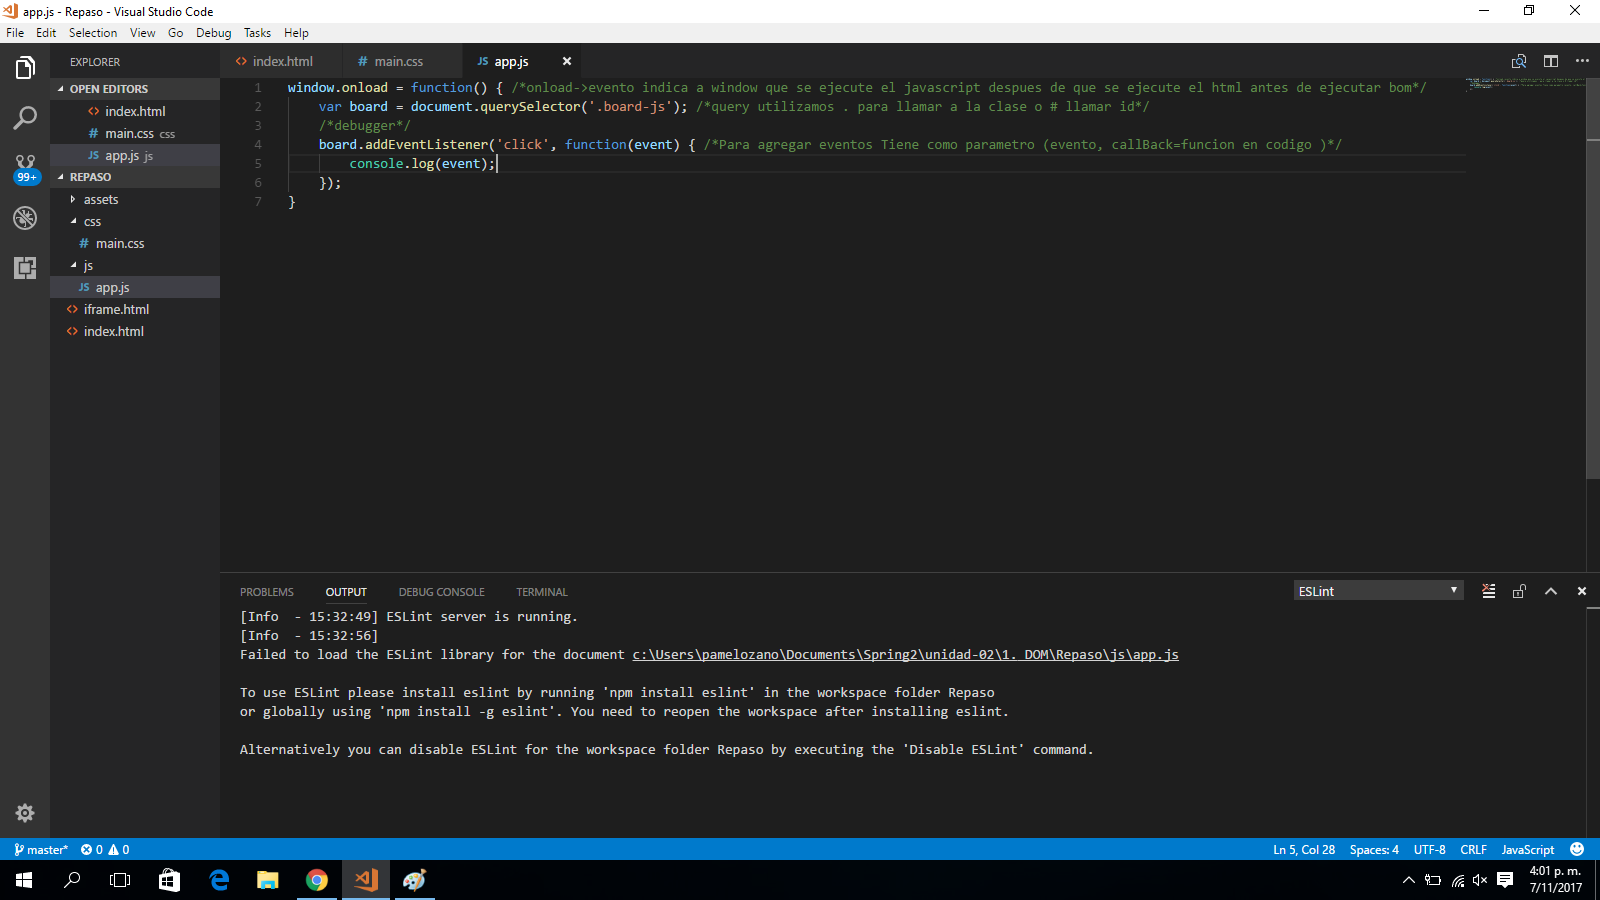 app.js - Repaso - Visual Studio Code
File Edit Selection View Go Debug Tasks Help
EXPLORER
OPEN EDITORS
index.html
main.css css
app.js js
99+
REPASO
assets
css
main.css
js
app.js
iframe.html
index.html
index.html main.css app.js
1 window.onload = function() { /*onload->evento indica a window que se ejecute el javascript despues de que se ejecute el html antes de ejecutar bom*/
2 var board = document.querySelector('.board-js'); /*query utilizamos . para llamar a la clase o # llamar id*/
3 /*debugger*/
4 board.addEventListener('click', function(event) { /*Para agregar eventos Tiene como parametro (evento, callBack=funcion en codigo )*/
5 console.log(event);
6 });
7 }
PROBLEMS OUTPUT DEBUG CONSOLE TERMINAL ESLint
[Info  - 15:32:49] ESLint server is running.
[Info  - 15:32:56]
Failed to load the ESLint library for the document c:\Users\pamelozano\Documents\Spring2\unidad-02\1. DOM\Repaso\js\app.js
To use ESLint please install eslint by running 'npm install eslint' in the workspace folder Repaso
or globally using 'npm install -g eslint'. You need to reopen the workspace after installing eslint.
Alternatively you can disable ESLint for the workspace folder Repaso by executing the 'Disable ESLint' command.
master* 0 0 Ln 5, Col 28 Spaces: 4 UTF-8 CRLF JavaScript
4:01 p. m.
7/11/2017